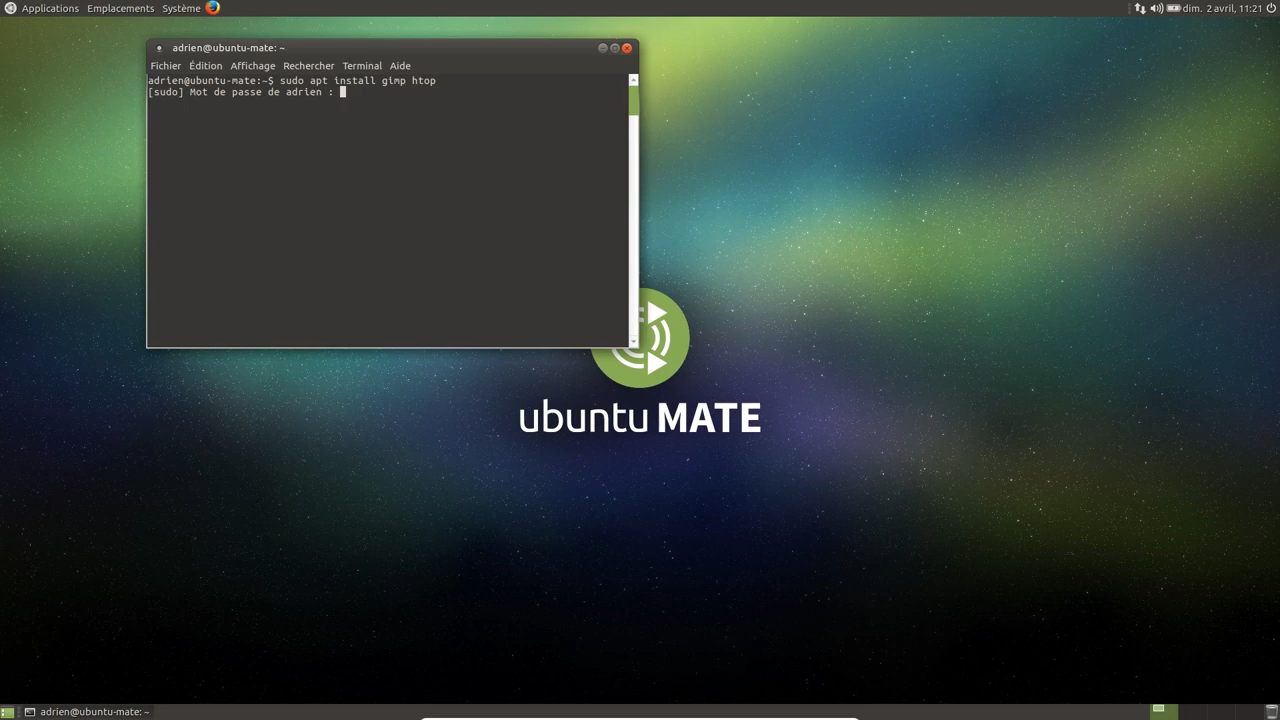 Applications Emplacements Système dim. 2 avril, 11:21
adrien@ubuntu-mate: ~
Fichier Édition Affichage Rechercher Terminal Aide
adrien@ubuntu-mate:~$ sudo apt install gimp htop
[sudo] Mot de passe de adrien :
ubuntu MATE
adrien@ubuntu-mate: ~